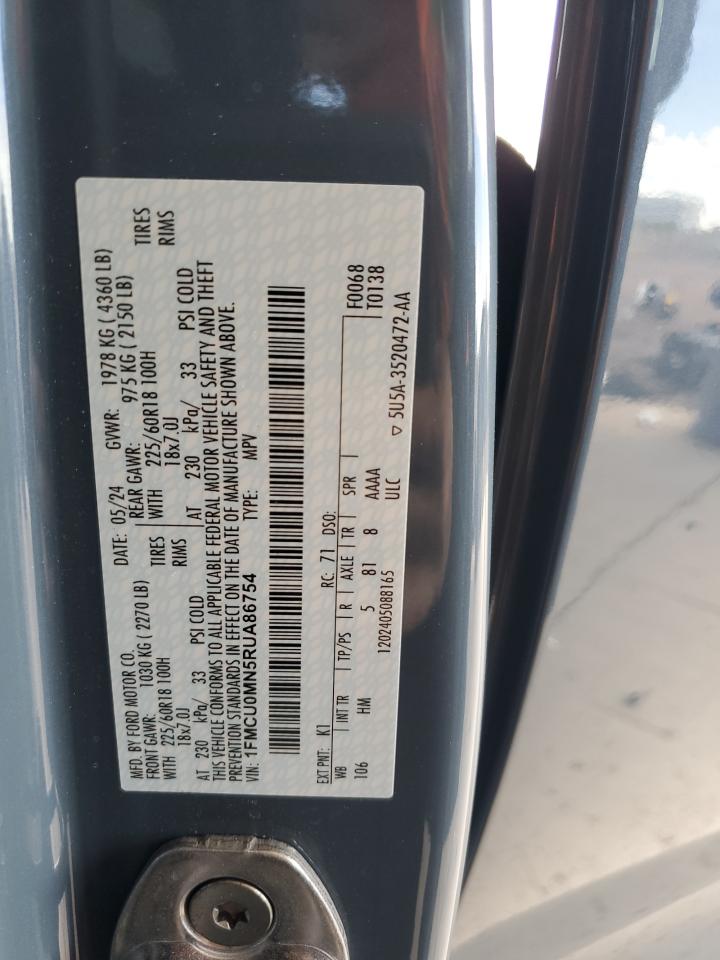 MFD. BY FORD MOTOR CO. DATE: 05/24 GVWR: 1978 KG ( 4360 LB)
FRONT GAWR: 1030 KG ( 2270 LB) REAR GAWR: 975 KG ( 2150 LB)
WITH 225/60R18 100H TIRES WITH 225/60R18 100H TIRES
18x7.0J RIMS 18x7.0J RIMS
AT 230 kPa/ 33 PSI COLD AT 230 kPa/ 33 PSI COLD
THIS VEHICLE CONFORMS TO ALL APPLICABLE FEDERAL MOTOR VEHICLE SAFETY AND THEFT
PREVENTION STANDARDS IN EFFECT ON THE DATE OF MANUFACTURE SHOWN ABOVE.
VIN: 1FMCU0MN5RUA86754 TYPE: MPV
EXT PNT: K1 RC: 71 DSO: F0068
WB INT TR TP/PS R AXLE TR SPR T0138
106 HM 5 81 8 AAAA
1202405088165 ULC ▽ 5U5A-3520472-AA